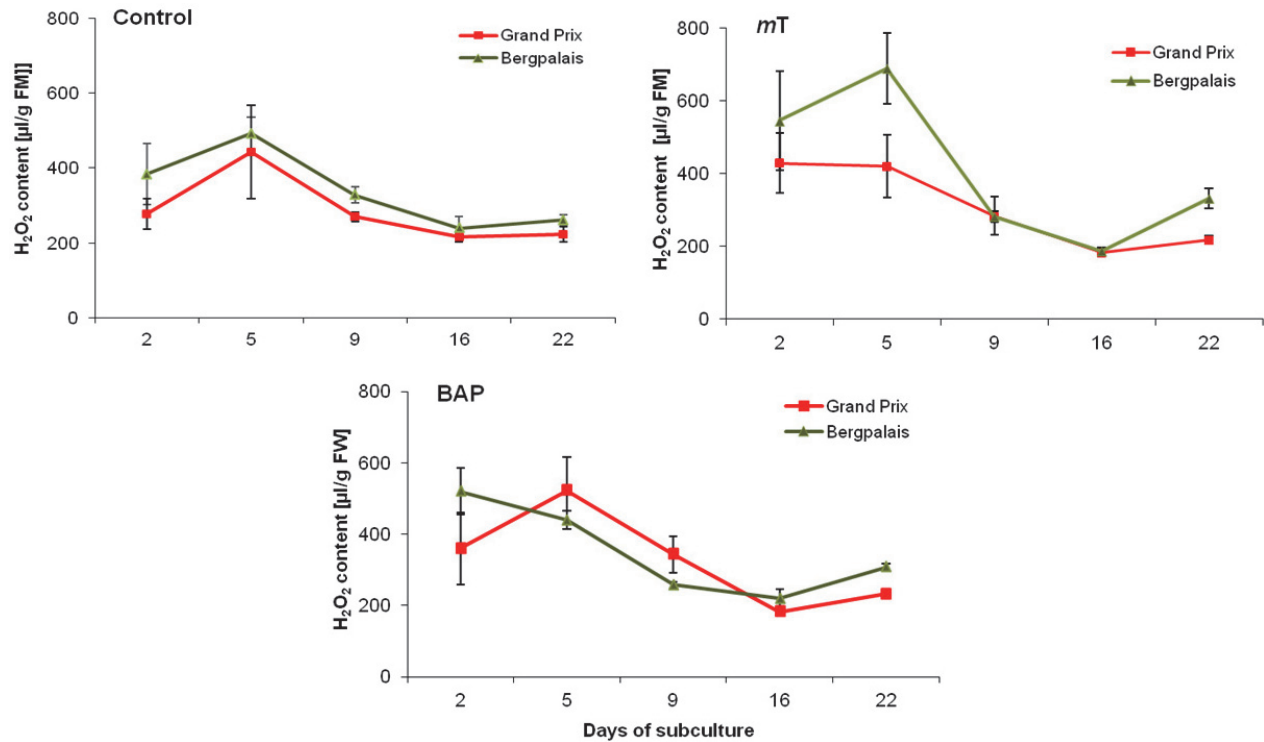 Control
H₂O₂ content [µl/g FM]]
800
600
400
200
0
2 5 9 16 22
Grand Prix
Bergpalais
mT
H₂O₂ content [µl/g FM]
800
600
400
200
0
2 5 9 16 22
Grand Prix
Bergpalais
BAP
H₂O₂ content [µl/g FW]
800
600
400
200
0
2 5 9 16 22
Grand Prix
Bergpalais
Days of subculture